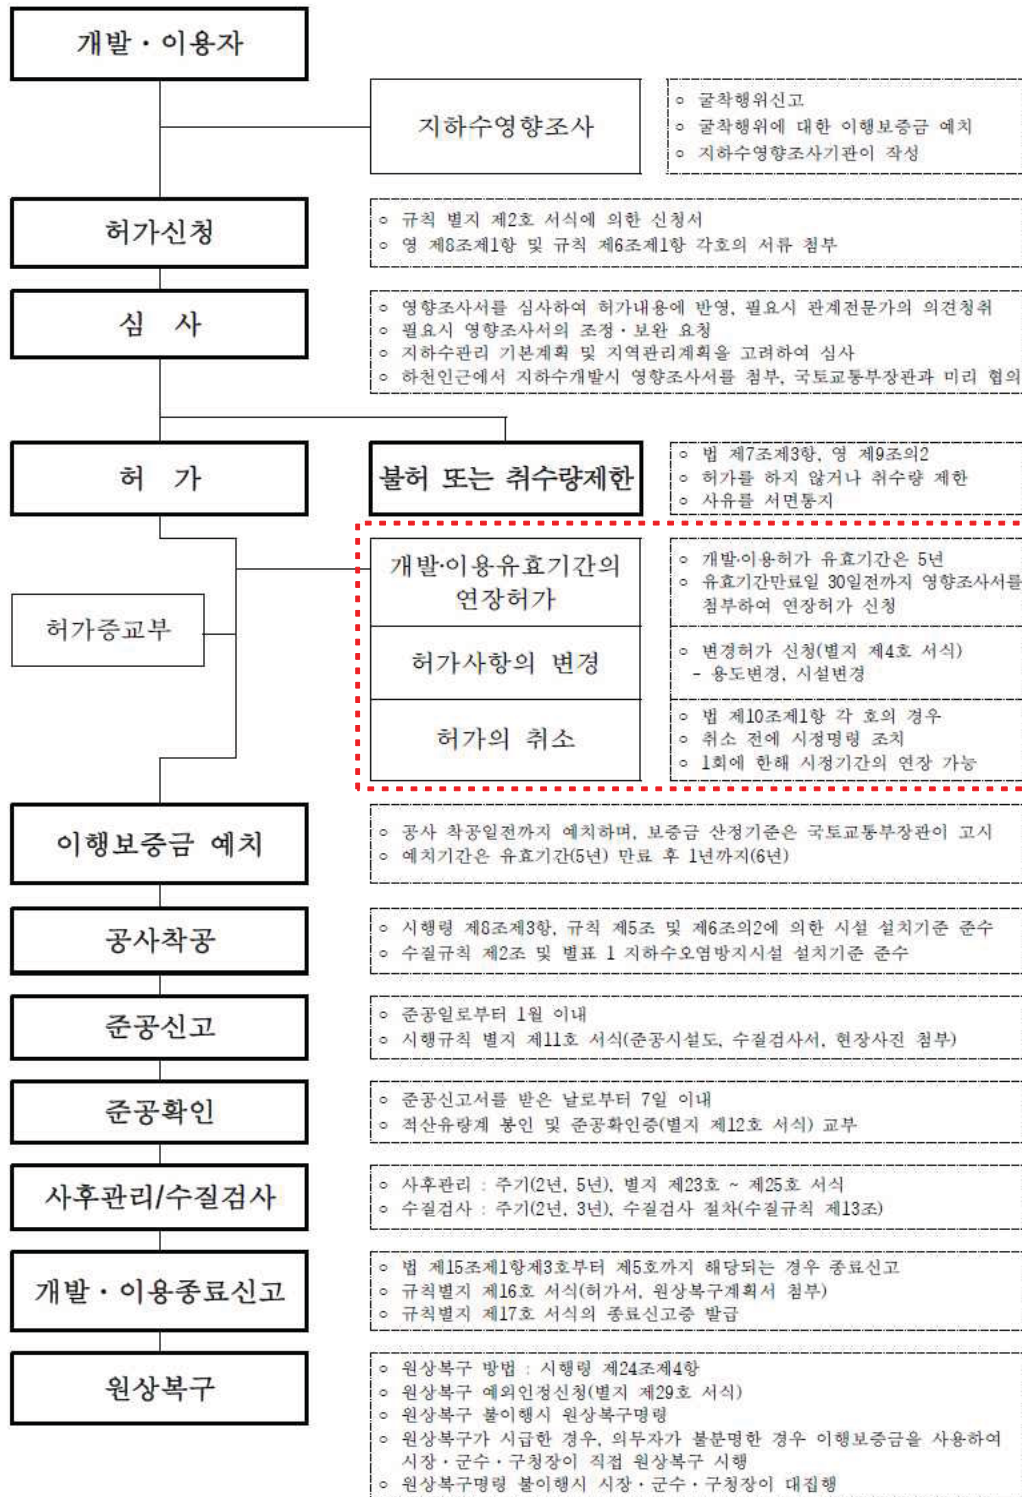 개발・이용자
지하수영향조사
◦ 굴착행위신고
◦ 굴착행위에 대한 이행보증금 예치
◦ 지하수영향조사기관이 작성
허가신청
◦ 규칙 별지 제2호 서식에 의한 신청서
◦ 영 제8조제1항 및 규칙 제6조제1항 각호의 서류 첨부
심 사
◦ 영향조사서를 심사하여 허가내용에 반영, 필요시 관계전문가의 의견청취
◦ 필요시 영향조사서의 조정・보완 요청
◦ 지하수관리 기본계획 및 지역관리계획을 고려하여 심사
◦ 하천인근에서 지하수개발시 영향조사서를 첨부, 국토교통부장관과 미리 협의
허 가
불허 또는 취수량제한
◦ 법 제7조제3항, 영 제9조의2
◦ 허가를 하지 않거나 취수량 제한
◦ 사유를 서면통지
개발·이용유효기간의
연장허가
◦ 개발·이용허가 유효기간은 5년
◦ 유효기간만료일 30일전까지 영향조사서를
첨부하여 연장허가 신청
허가증교부
허가사항의 변경
◦ 변경허가 신청(별지 제4호 서식)
- 용도변경, 시설변경
허가의 취소
◦ 법 제10조제1항 각 호의 경우
◦ 취소 전에 시정명령 조치
◦ 1회에 한해 시정기간의 연장 가능
이행보증금 예치
◦ 공사 착공일전까지 예치하며, 보증금 산정기준은 국토교통부장관이 고시
◦ 예치기간은 유효기간(5년) 만료 후 1년까지(6년)
공사착공
◦ 시행령 제8조제3항, 규칙 제5조 및 제6조의2에 의한 시설 설치기준 준수
◦ 수질규칙 제2조 및 별표 1 지하수오염방지시설 설치기준 준수
준공신고
◦ 준공일로부터 1월 이내
◦ 시행규칙 별지 제11호 서식(준공시설도, 수질검사서, 현장사진 첨부)
준공확인
◦ 준공신고서를 받은 날로부터 7일 이내
◦ 적산유량계 봉인 및 준공확인증(별지 제12호 서식) 교부
사후관리/수질검사
◦ 사후관리 : 주기(2년, 5년), 별지 제23호 ~ 제25호 서식
◦ 수질검사 : 주기(2년, 3년), 수질검사 절차(수질규칙 제13조)
개발・이용종료신고
◦ 법 제15조제1항제3호부터 제5호까지 해당되는 경우 종료신고
◦ 규칙별지 제16호 서식(허가서, 원상복구계획서 첨부)
◦ 규칙별지 제17호 서식의 종료신고증 발급
원상복구
◦ 원상복구 방법 : 시행령 제24조제4항
◦ 원상복구 예외인정신청(별지 제29호 서식)
◦ 원상복구 불이행시 원상복구명령
◦ 원상복구가 시급한 경우, 의무자가 불분명한 경우 이행보증금을 사용하여
시장・군수・구청장이 직접 원상복구 시행
◦ 원상복구명령 불이행시 시장・군수・구청장이 대집행